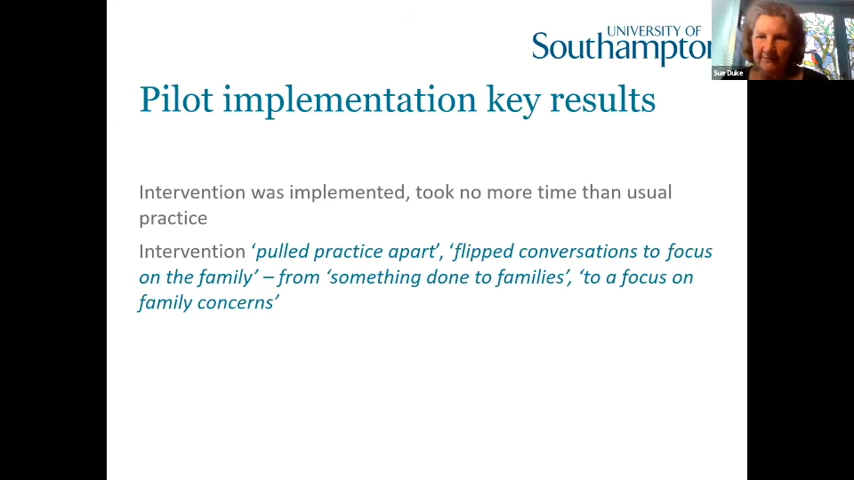 UNIVERSITY OF
Southampton
Sue Duke
Pilot implementation key results
Intervention was implemented, took no more time than usual
practice
Intervention ‘pulled practice apart’, ‘flipped conversations to focus
on the family’ – from ‘something done to families’, ‘to a focus on
family concerns’